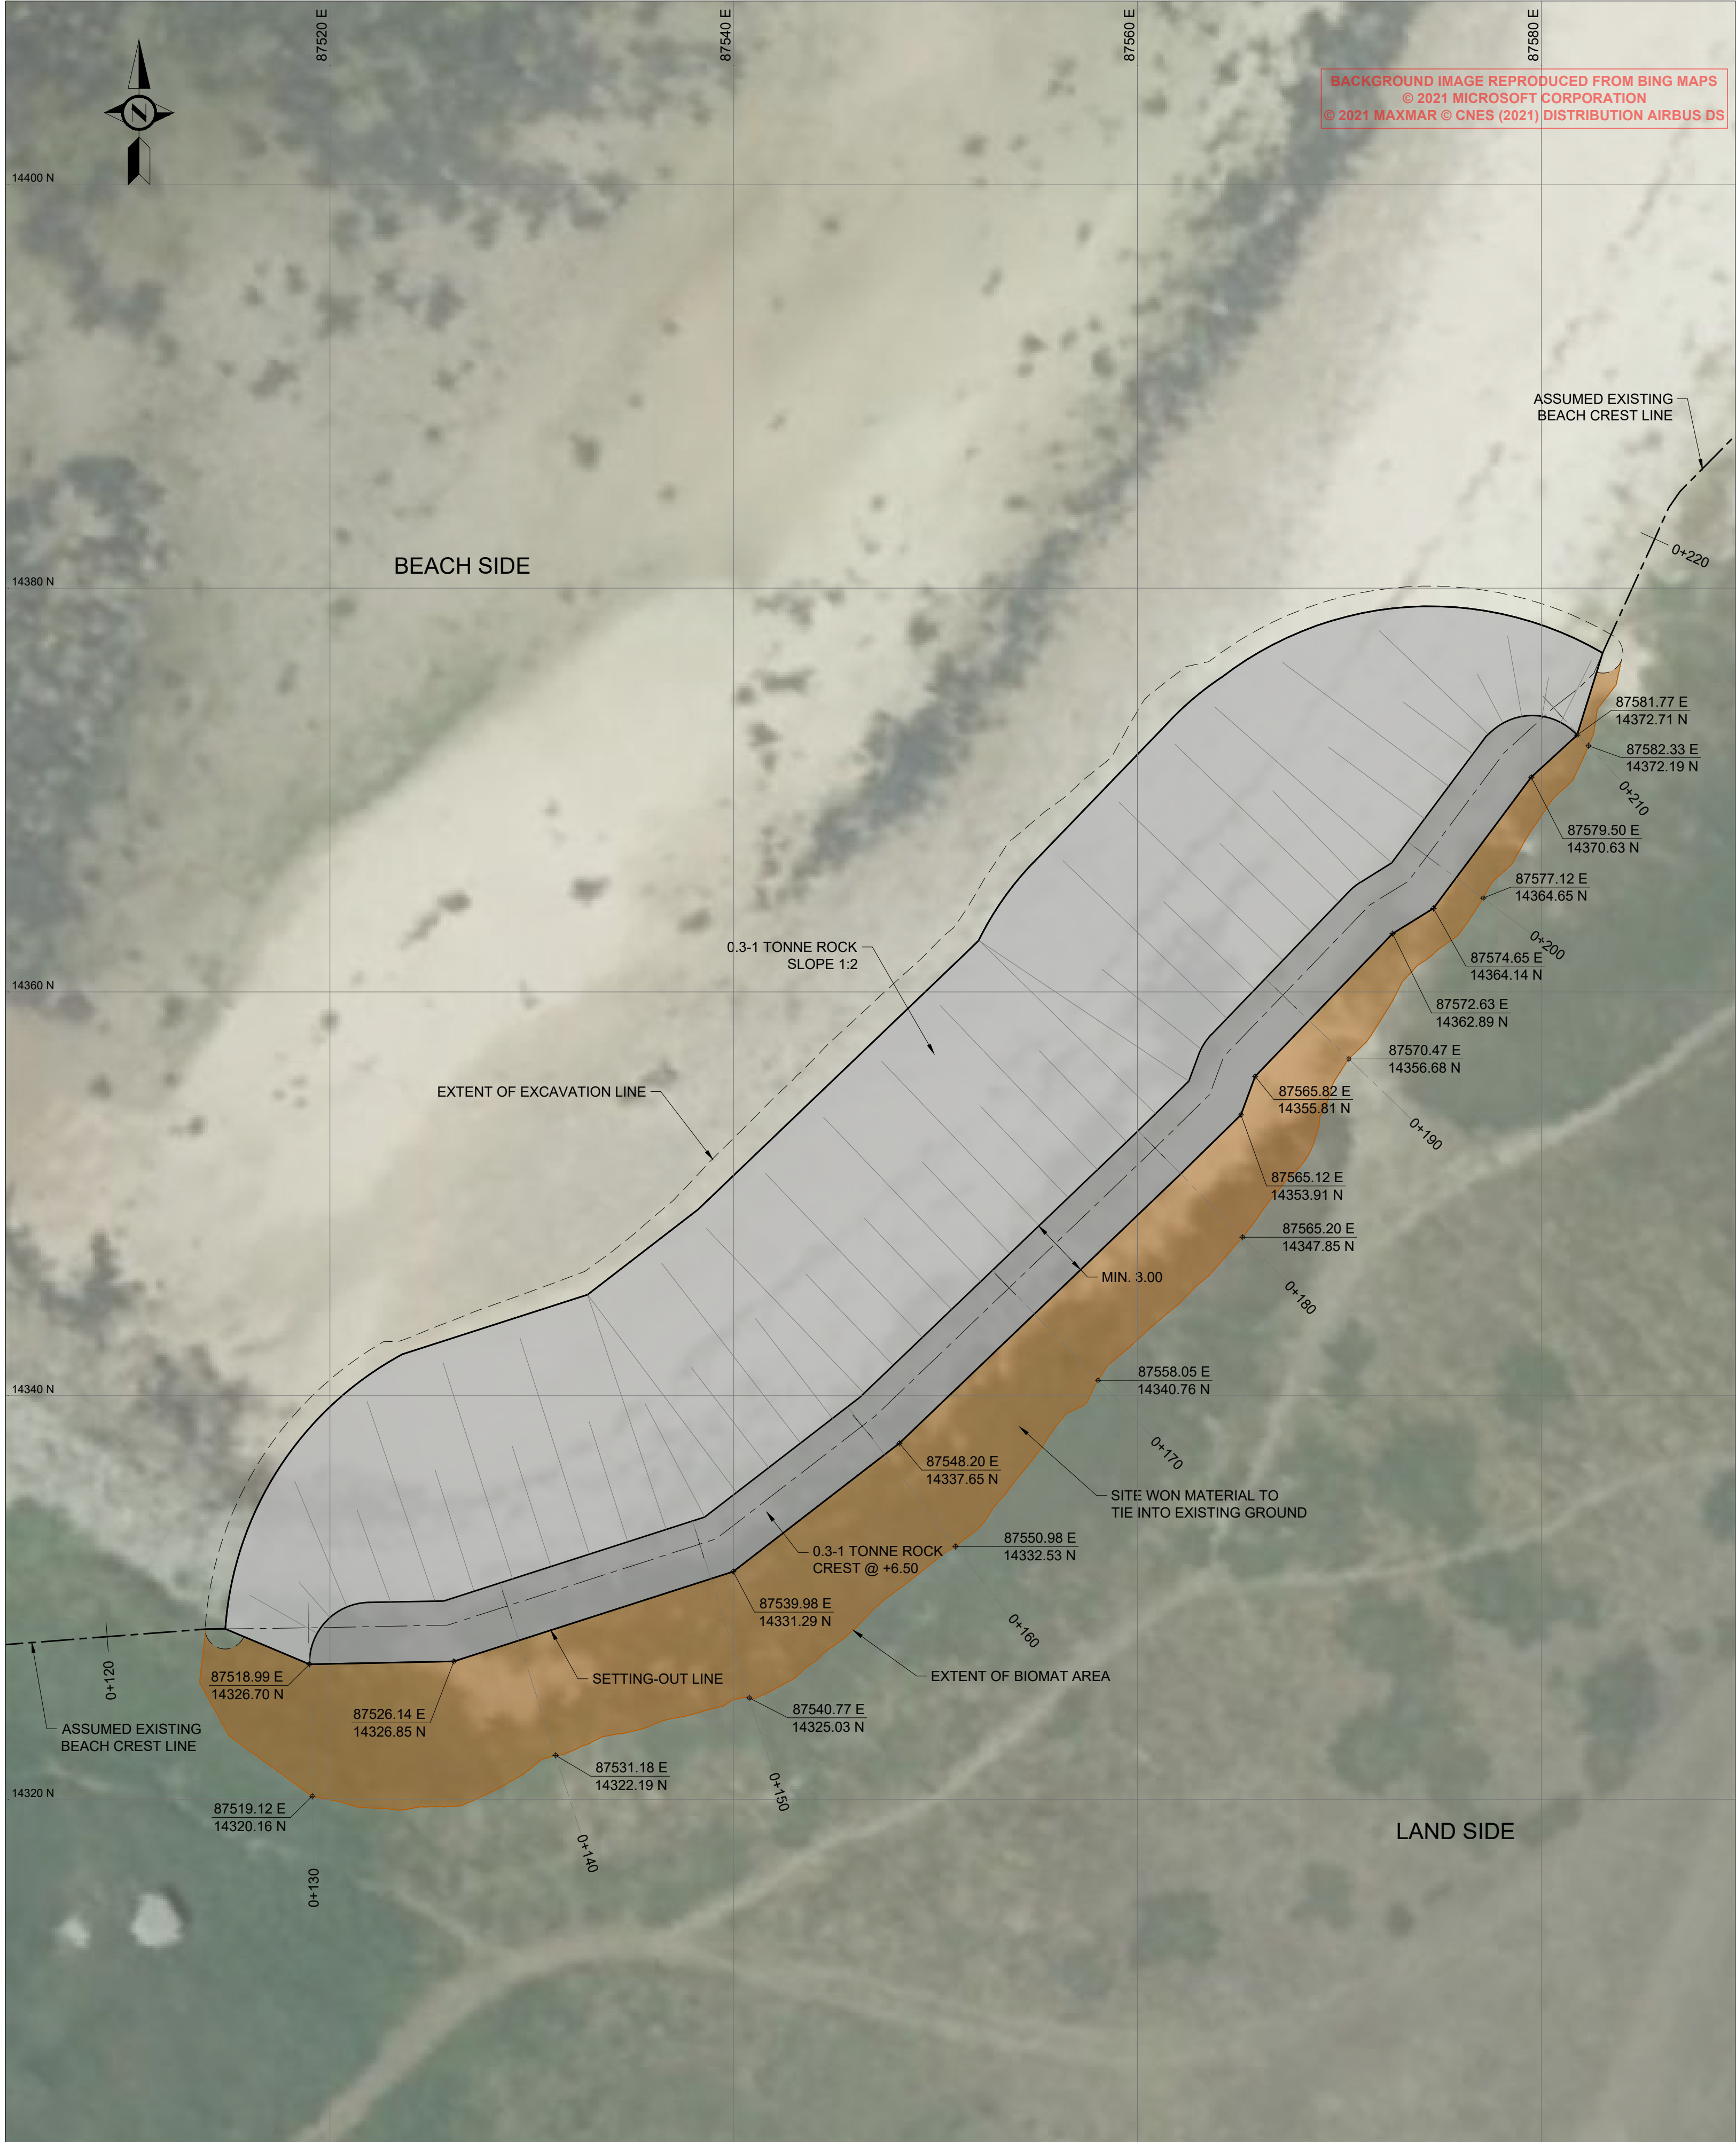 87520 E
87540 E
87560 E
87580 E
BACKGROUND IMAGE REPRODUCED FROM BING MAPS
© 2021 MICROSOFT CORPORATION
© 2021 MAXMAR © CNES (2021) DISTRIBUTION AIRBUS DS
N
14400 N
ASSUMED EXISTING
BEACH CREST LINE
0+220
BEACH SIDE
14380 N
87581.77 E
14372.71 N
87582.33 E
14372.19 N
0+210
87579.50 E
14370.63 N
87577.12 E
14364.65 N
0+200
0.3-1 TONNE ROCK
SLOPE 1:2
87574.65 E
14364.14 N
14360 N
87572.63 E
14362.89 N
87570.47 E
14356.68 N
EXTENT OF EXCAVATION LINE
87565.82 E
14355.81 N
0+190
87565.12 E
14353.91 N
87565.20 E
14347.85 N
MIN. 3.00
0+180
14340 N
87558.05 E
14340.76 N
0+170
87548.20 E
14337.65 N
SITE WON MATERIAL TO
TIE INTO EXISTING GROUND
87550.98 E
14332.53 N
0.3-1 TONNE ROCK
CREST @ +6.50
87539.98 E
14331.29 N
0+160
EXTENT OF BIOMAT AREA
SETTING-OUT LINE
0+120
87518.99 E
14326.70 N
87526.14 E
14326.85 N
87540.77 E
14325.03 N
ASSUMED EXISTING
BEACH CREST LINE
87531.18 E
14322.19 N
0+150
14320 N
87519.12 E
14320.16 N
LAND SIDE
0+140
0+130